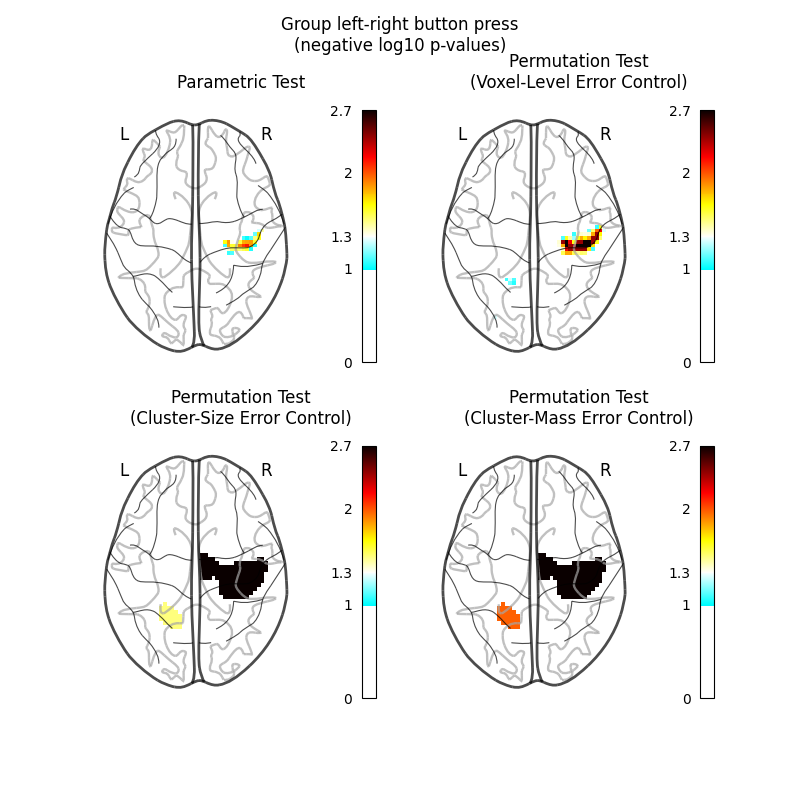 Group left-right button press
(negative log10 p-values)
Parametric Test
Permutation Test
(Voxel-Level Error Control)
L
R
2.7
2
1.3
1
0
L
R
2.7
2
1.3
1
0
Permutation Test
(Cluster-Size Error Control)
Permutation Test
(Cluster-Mass Error Control)
L
R
2.7
2
1.3
1
0
L
R
2.7
2
1.3
1
0